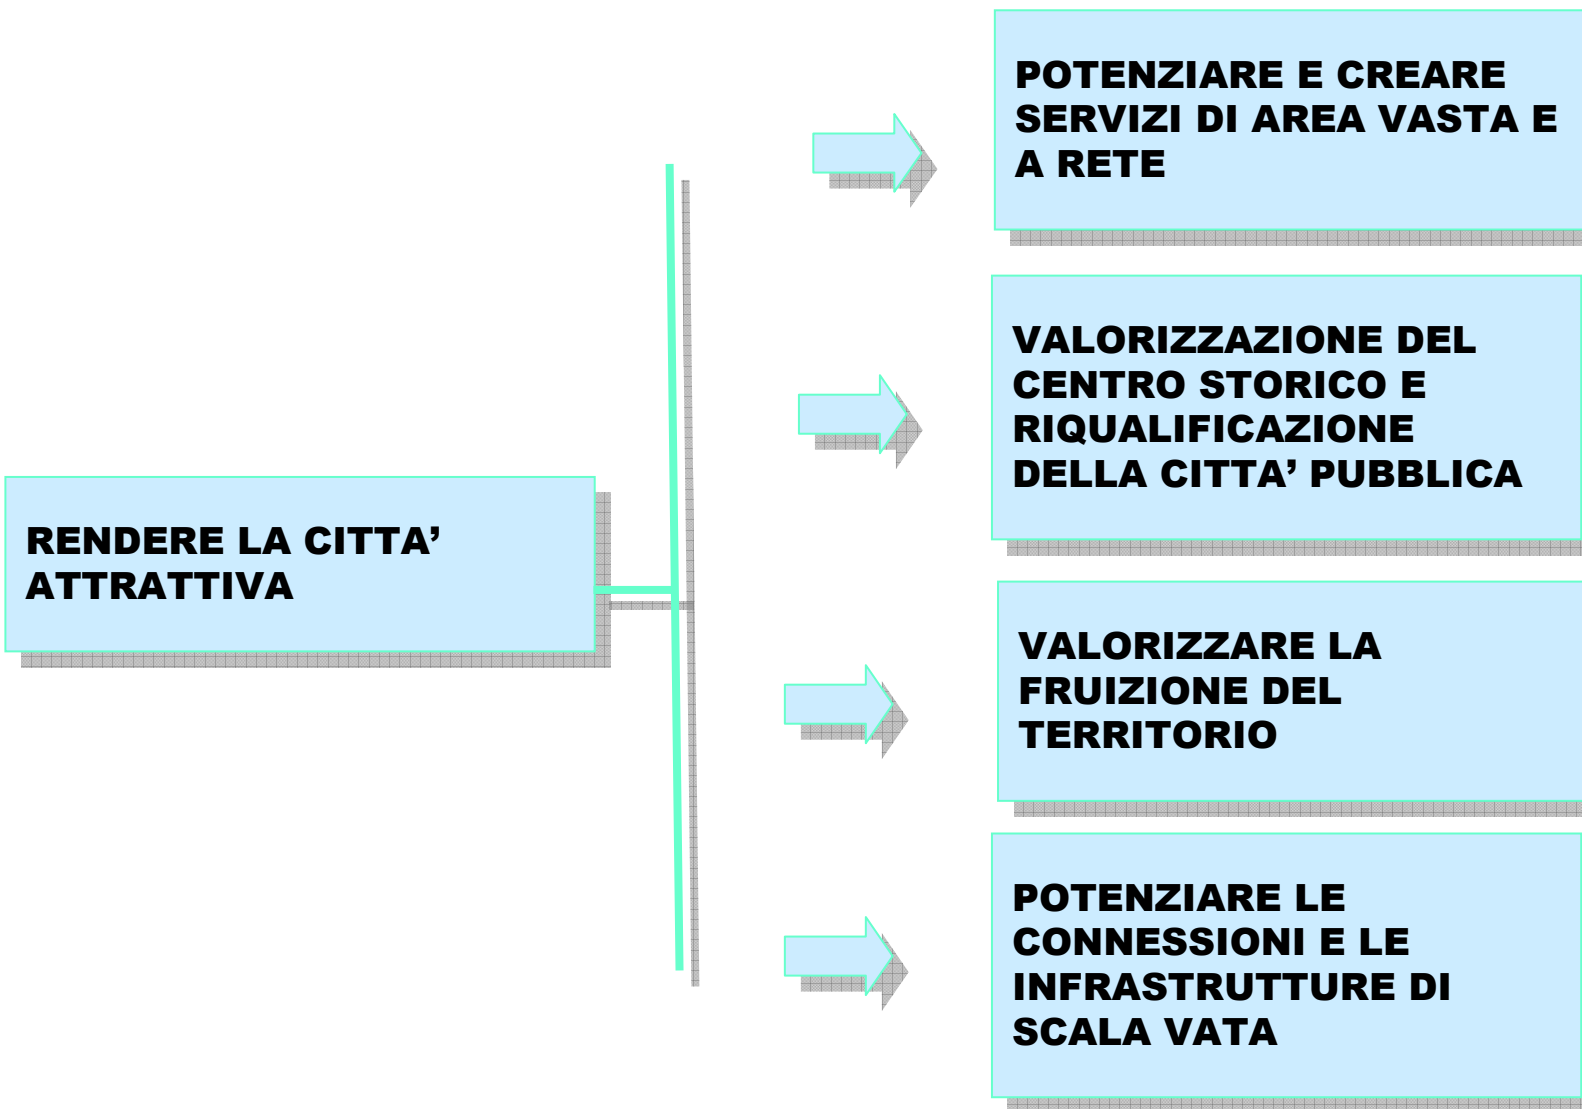 RENDERE LA CITTA’
ATTRATTIVA
POTENZIARE E CREARE
SERVIZI DI AREA VASTA E
A RETE
VALORIZZAZIONE DEL
CENTRO STORICO E
RIQUALIFICAZIONE
DELLA CITTA’ PUBBLICA
VALORIZZARE LA
FRUIZIONE DEL
TERRITORIO
POTENZIARE LE
CONNESSIONI E LE
INFRASTRUTTURE DI
SCALA VATA